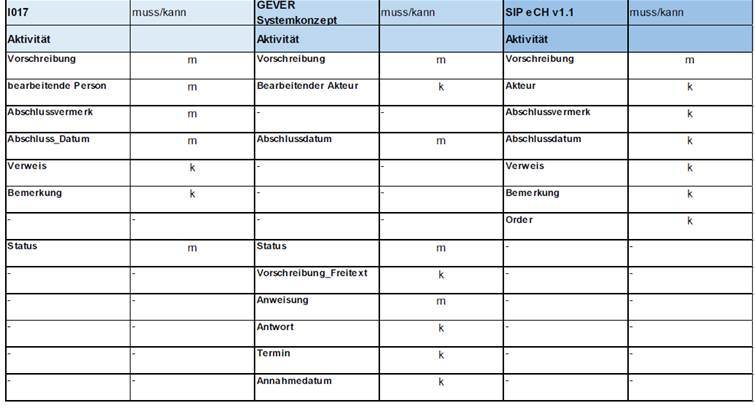 I017 muss/kann GEVER Systemkonzept muss/kann SIP eCH v1.1 muss/kann
Aktivität Aktivität Aktivität
Vorschreibung m Vorschreibung m Vorschreibung m
bearbeitende Person m Bearbeitender Akteur k Akteur k
Abschlussvermerk m - - Abschlussvermerk k
Abschluss_Datum m Abschlussdatum m Abschlussdatum k
Verweis k - - Verweis k
Bemerkung k - - Bemerkung k
- - - - Order k
Status m Status m - -
- - Vorschreibung_Freitext k - -
- - Anweisung m - -
- - Antwort k - -
- - Termin k - -
- - Annahmedatum k - -